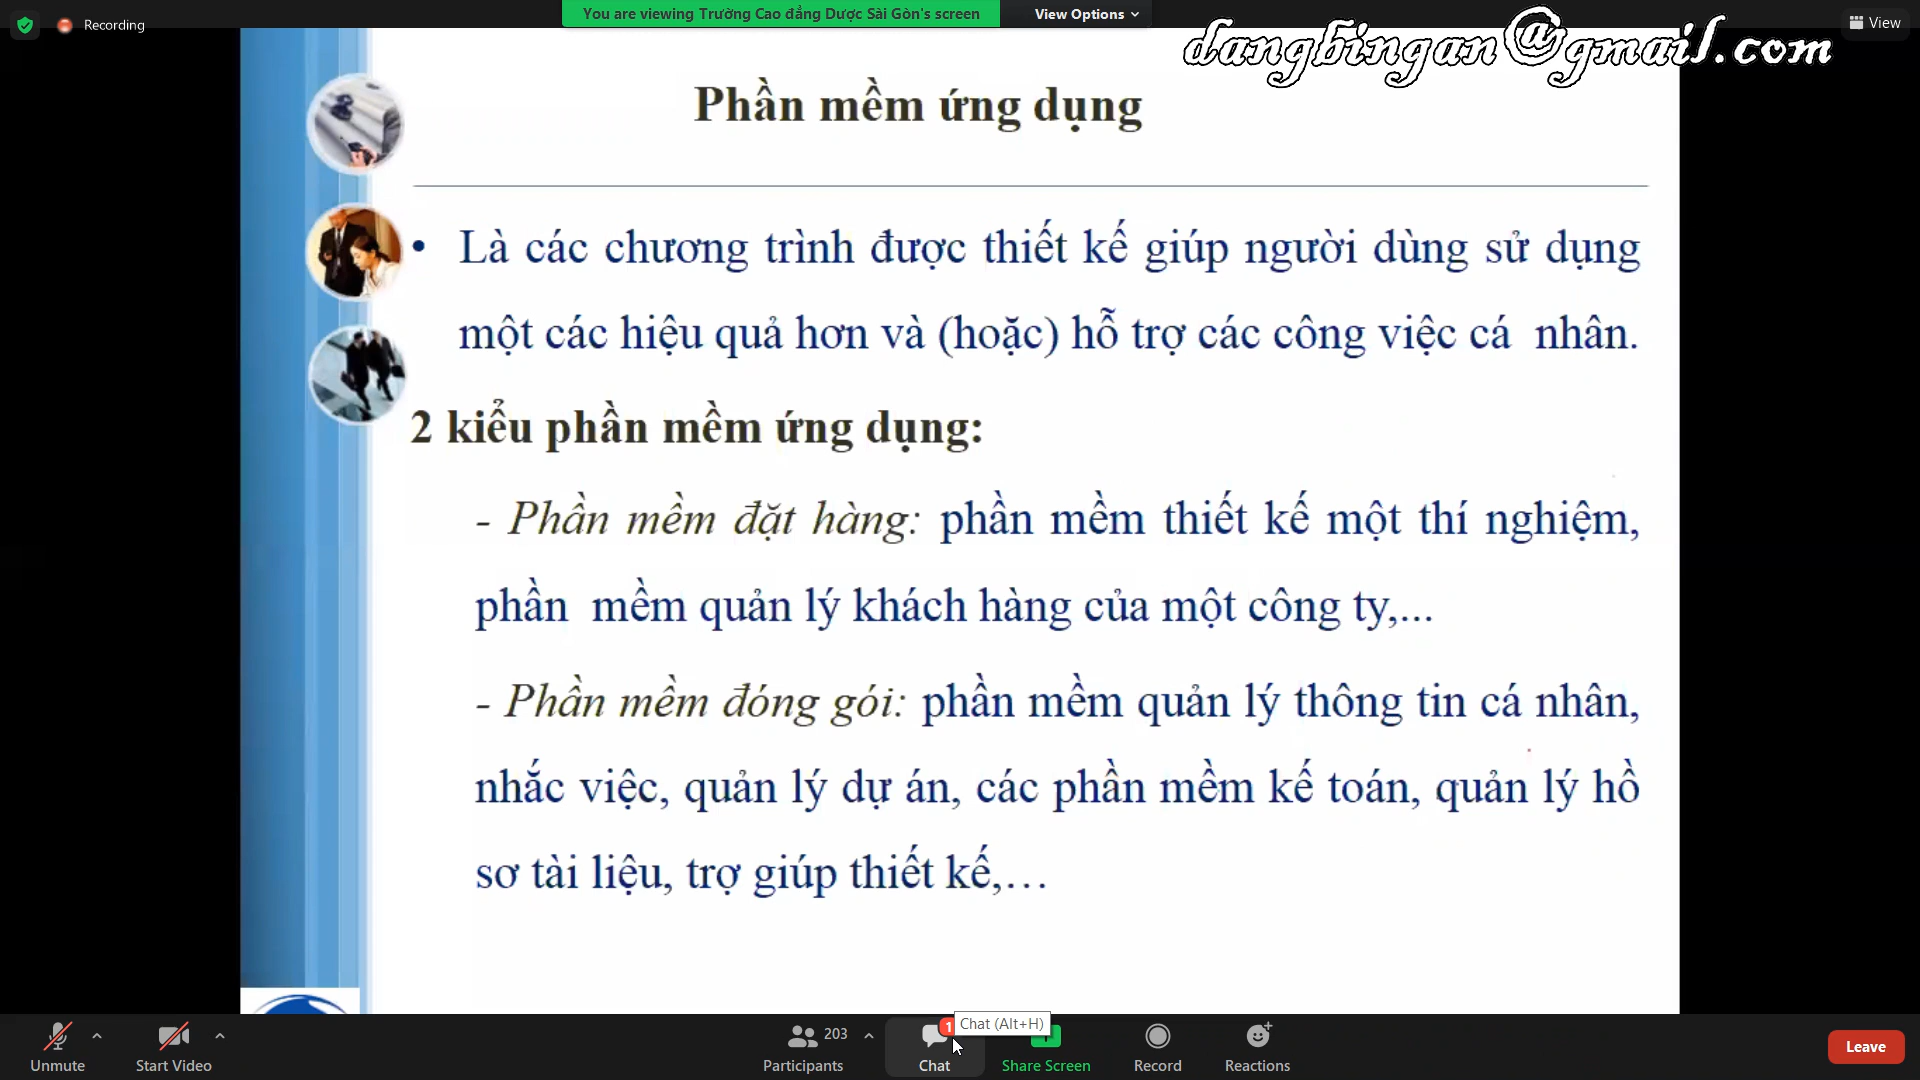 Recording
You are viewing Trường Cao đẳng Dược Sài Gòn's screen
View Options
View
dangbingan@gmail.com
Phần mềm ứng dụng
• Là các chương trình được thiết kế giúp người dùng sử dụng
một các hiệu quả hơn và (hoặc) hỗ trợ các công việc cá nhân.
2 kiểu phần mềm ứng dụng:
- Phần mềm đặt hàng: phần mềm thiết kế một thí nghiệm,
phần mềm quản lý khách hàng của một công ty,...
- Phần mềm đóng gói: phần mềm quản lý thông tin cá nhân,
nhắc việc, quản lý dự án, các phần mềm kế toán, quản lý hồ
sơ tài liệu, trợ giúp thiết kế,…
Unmute
Start Video
203
Participants
1
Chat (Alt+H)
Chat
Share Screen
Record
Reactions
Leave